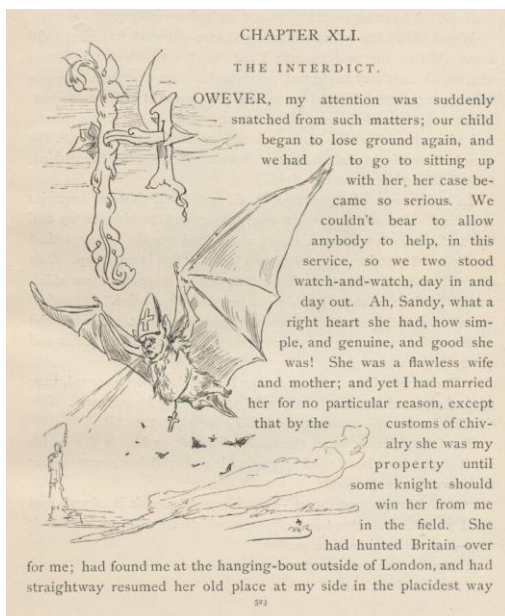 CHAPTER XLI.
THE INTERDICT.
HOWEVER, my attention was suddenly
snatched from such matters; our child
began to lose ground again, and
we had to go to sitting up
with her, her case be-
came so serious. We
couldn't bear to allow
anybody to help, in this
service, so we two stood
watch-and-watch, day in and
day out. Ah, Sandy, what a
right heart she had, how sim-
ple, and genuine, and good she
was! She was a flawless wife
and mother; and yet I had married
her for no particular reason, except
that by the customs of chiv-
alry she was my
property until
some knight should
win her from me
in the field. She
had hunted Britain over
for me; had found me at the hanging-bout outside of London, and had
straightway resumed her old place at my side in the placidest way
523